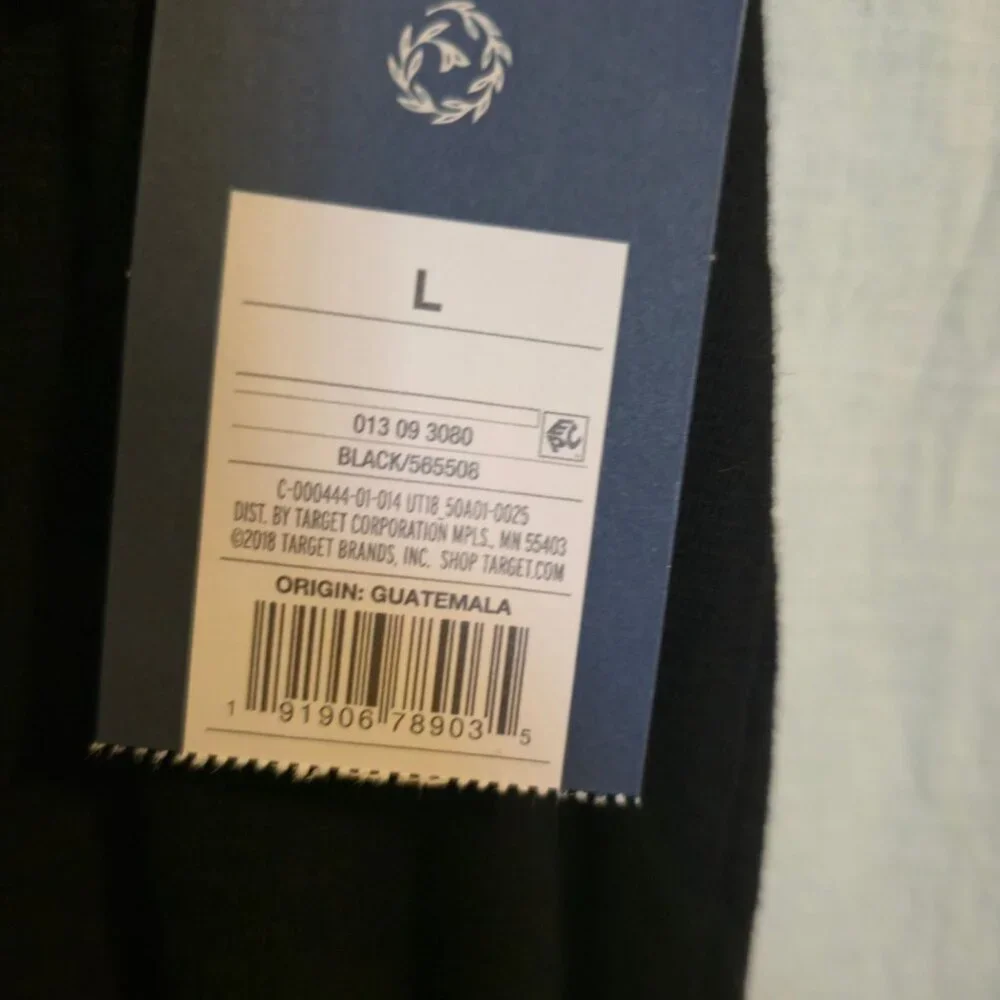 L
013 09 3080
BLACK/565508
C-000444-01-014 UT18_50A01-0025
DIST. BY TARGET CORPORATION MPLS., MN 55403
©2018 TARGET BRANDS, INC. SHOP TARGET.COM
ORIGIN: GUATEMALA
1 91906 78903 5